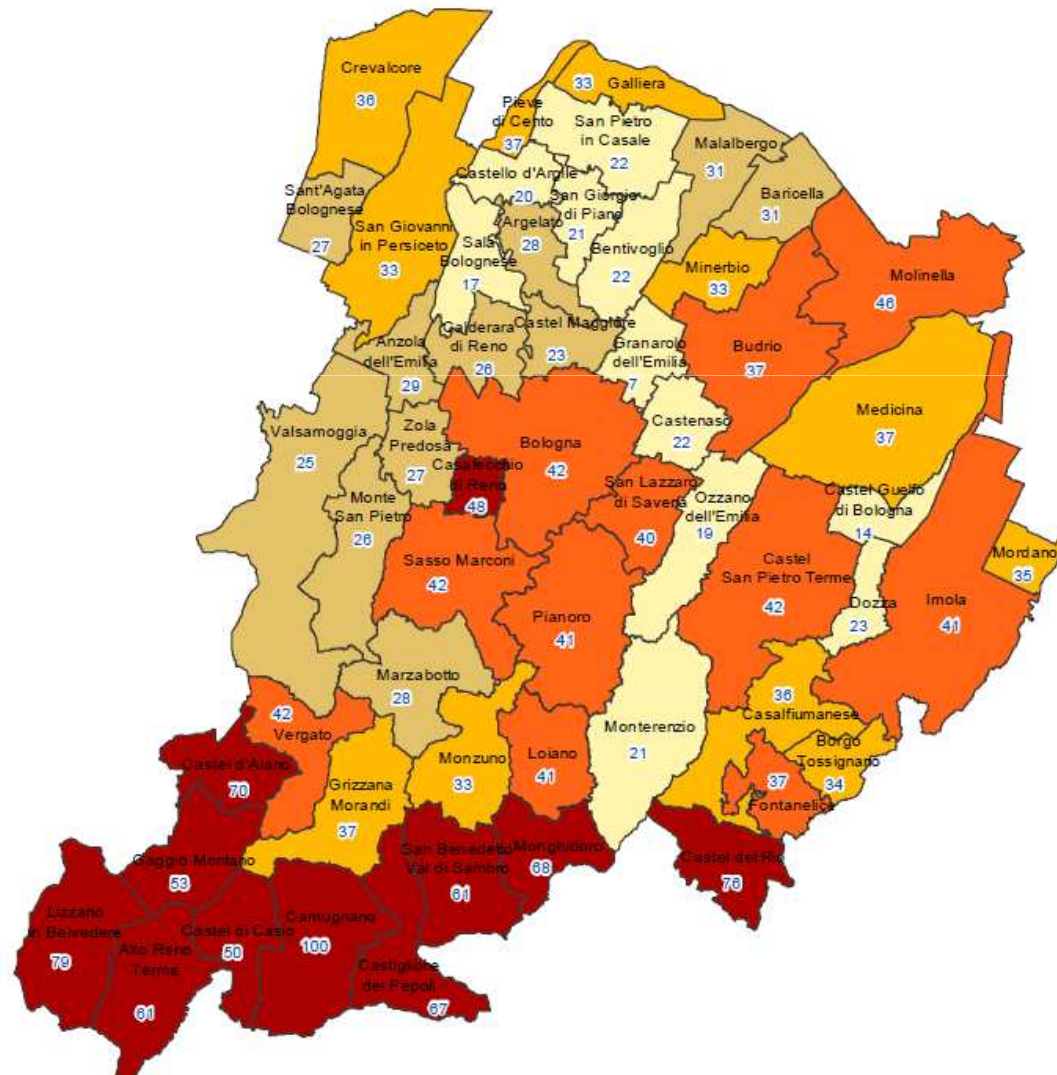 Crevalcore
36
33
Galliera
Pieve
di Cento
37
San Pietro
in Casale
22
Malalbergo
31
Baricella
31
Sant'Agata
Bolognese
27
San Giovanni
in Persiceto
33
Castello d'Argile
20
San Giorgio
di Piano
21
Argelato
28
Sala
Bolognese
17
Bentivoglio
22
Minerbio
33
Molinella
46
Anzola
dell'Emilia
29
Calderara
di Reno
26
Castel Maggiore
23
Granarolo
dell'Emilia
7
Budrio
37
Medicina
37
Valsamoggia
25
Zola
Predosa
27
Bologna
42
Castenaso
22
Casalecchio
di Reno
48
Monte
San Pietro
26
San Lazzaro
di Savena
40
Ozzano
dell'Emilia
19
Castel Guelfo
di Bologna
14
Mordano
35
Sasso Marconi
42
Pianoro
41
Castel
San Pietro Terme
42
Dozza
23
Imola
41
Marzabotto
28
42
Vergato
Monzuno
33
Loiano
41
Monterenzio
21
36
Casalfiumanese
Borgo
Tossignano
34
37
Fontanelice
Castel d'Aiano
70
Grizzana
Morandi
37
Gaggio Montano
53
San Benedetto
Val di Sambro
61
Monghidoro
68
Castel del Rio
76
Lizzano
in Belvedere
79
Alto Reno
Terme
61
Castel di Casio
50
Camugnano
100
Castiglione
dei Pepoli
67